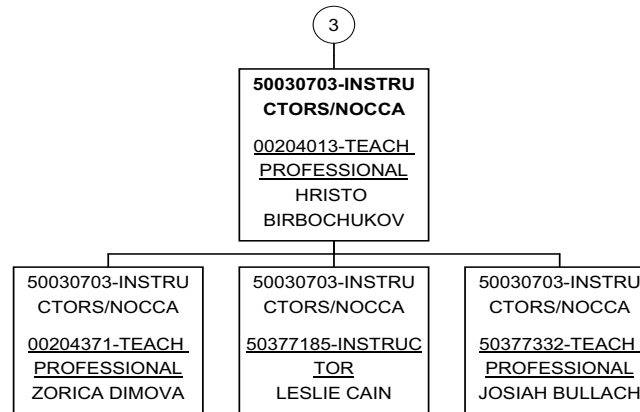 3
50030703-INSTRU
CTORS/NOCCA
00204013-TEACH
PROFESSIONAL
HRISTO
BIRBOCHUKOV
50030703-INSTRU
CTORS/NOCCA
00204371-TEACH
PROFESSIONAL
ZORICA DIMOVA
50030703-INSTRU
CTORS/NOCCA
50377185-INSTRUC
TOR
LESLIE CAIN
50030703-INSTRU
CTORS/NOCCA
50377332-TEACH
PROFESSIONAL
JOSIAH BULLACH